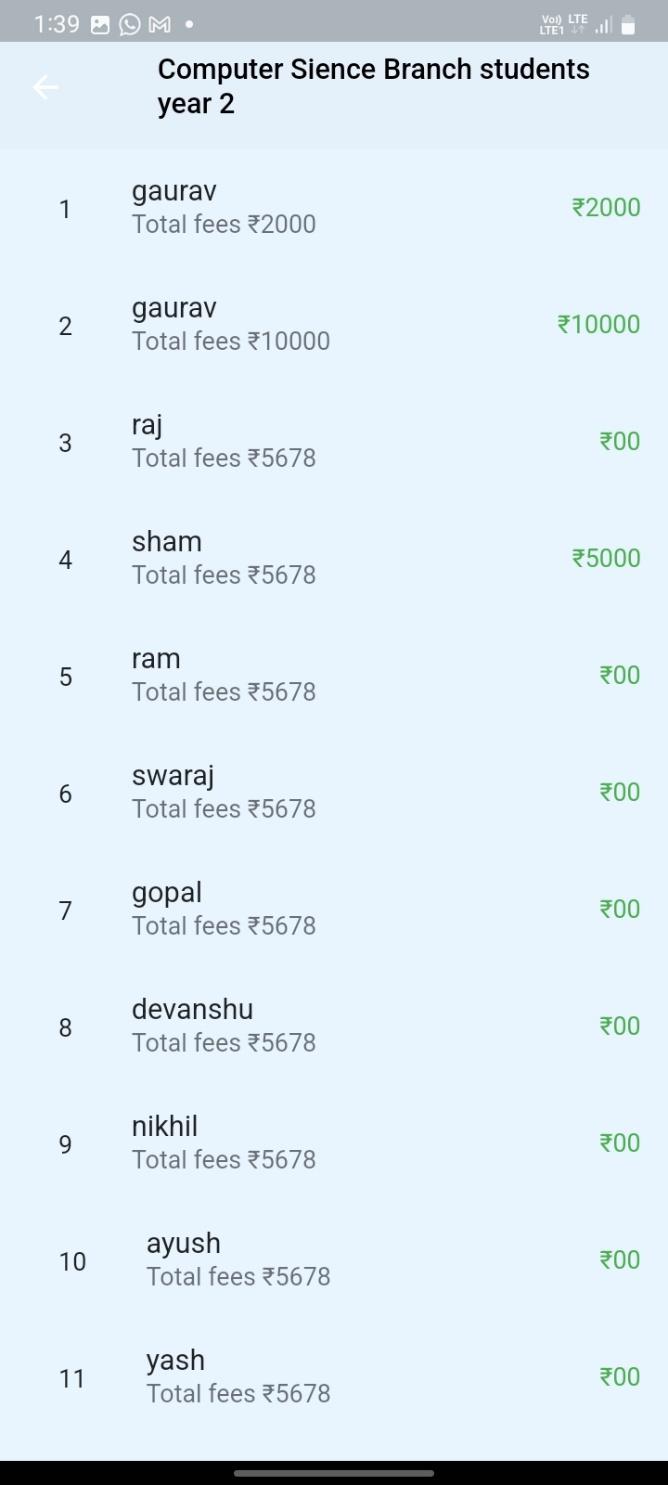 1:39
Vo) LTE
LTE1
Computer Sience Branch students
year 2
1
gaurav
Total fees ₹2000
₹2000
2
gaurav
Total fees ₹10000
₹10000
3
raj
Total fees ₹5678
₹00
4
sham
Total fees ₹5678
₹5000
5
ram
Total fees ₹5678
₹00
6
swaraj
Total fees ₹5678
₹00
7
gopal
Total fees ₹5678
₹00
8
devanshu
Total fees ₹5678
₹00
9
nikhil
Total fees ₹5678
₹00
10
ayush
Total fees ₹5678
₹00
11
yash
Total fees ₹5678
₹00